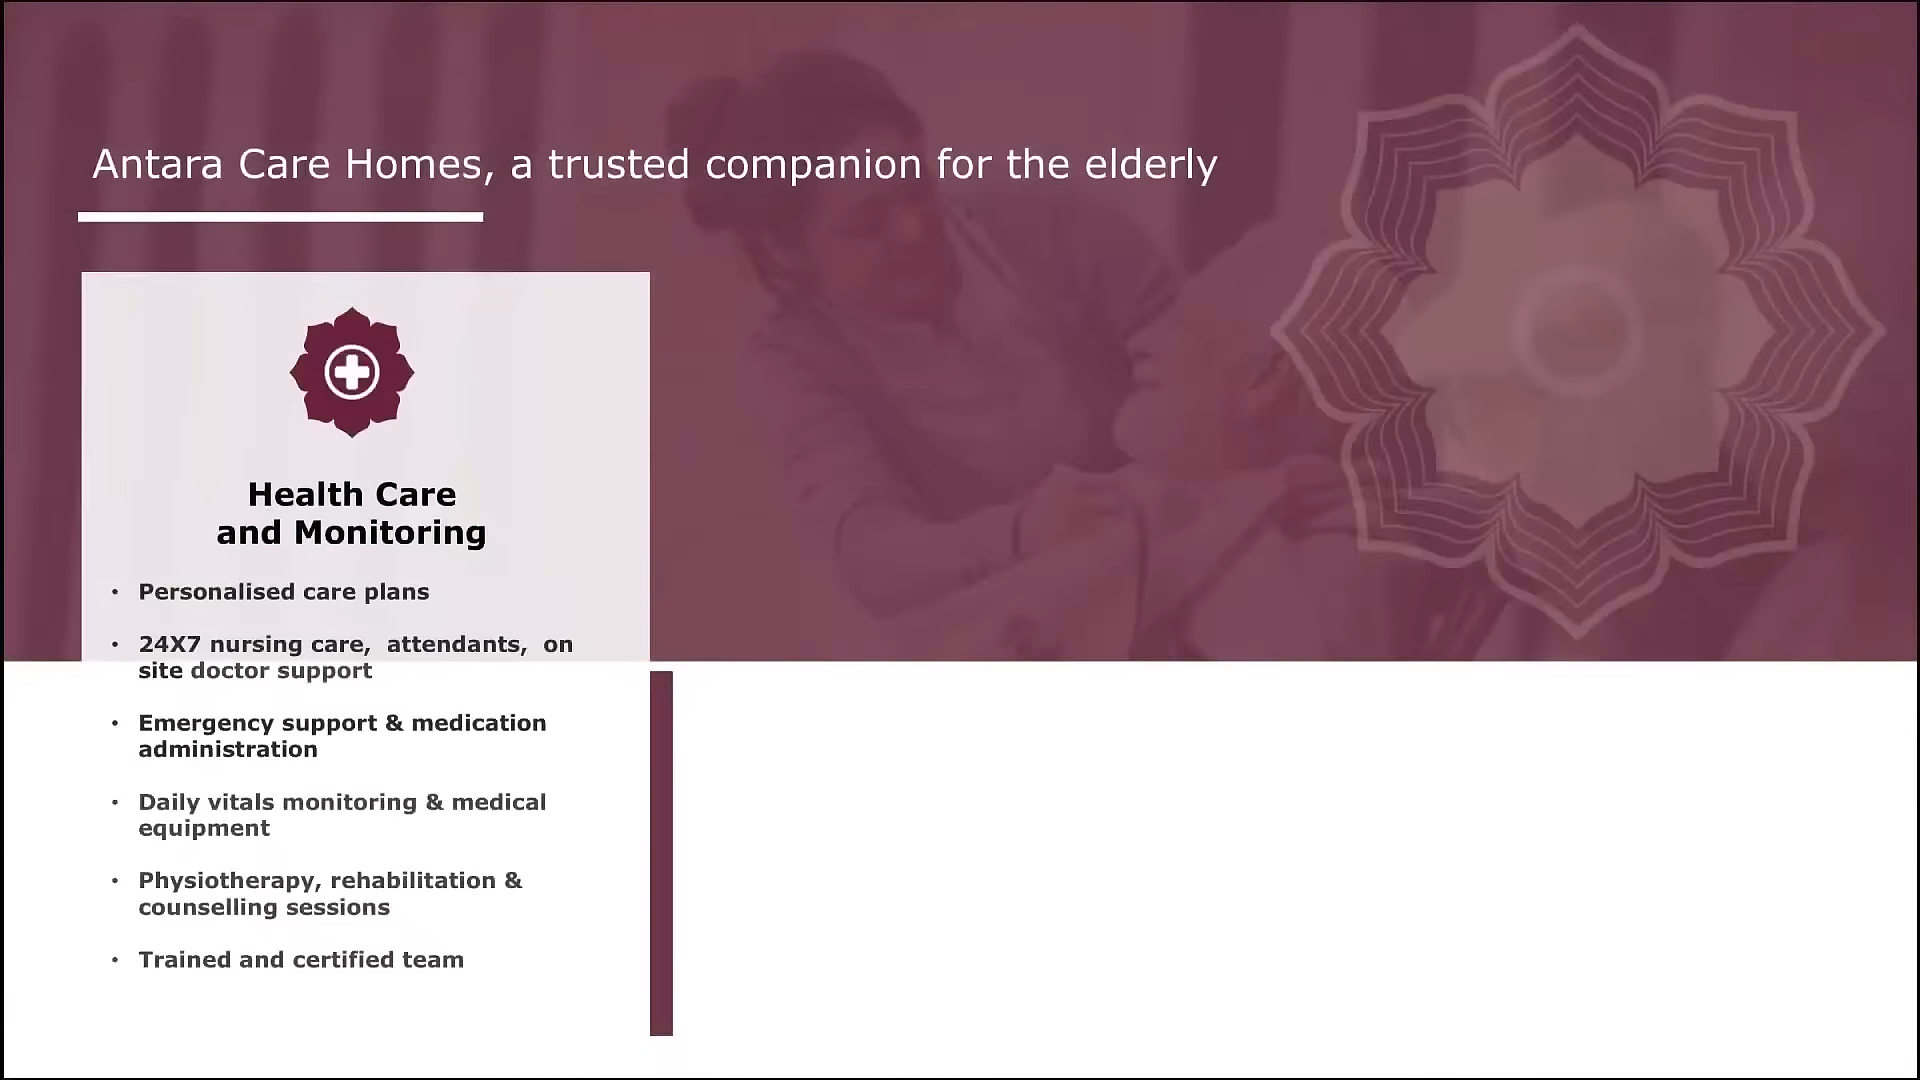 Antara Care Homes, a trusted companion for the elderly
Health Care
and Monitoring
• Personalised care plans
• 24X7 nursing care,  attendants,  on
site doctor support
• Emergency support & medication
administration
• Daily vitals monitoring & medical
equipment
• Physiotherapy, rehabilitation &
counselling sessions
• Trained and certified team